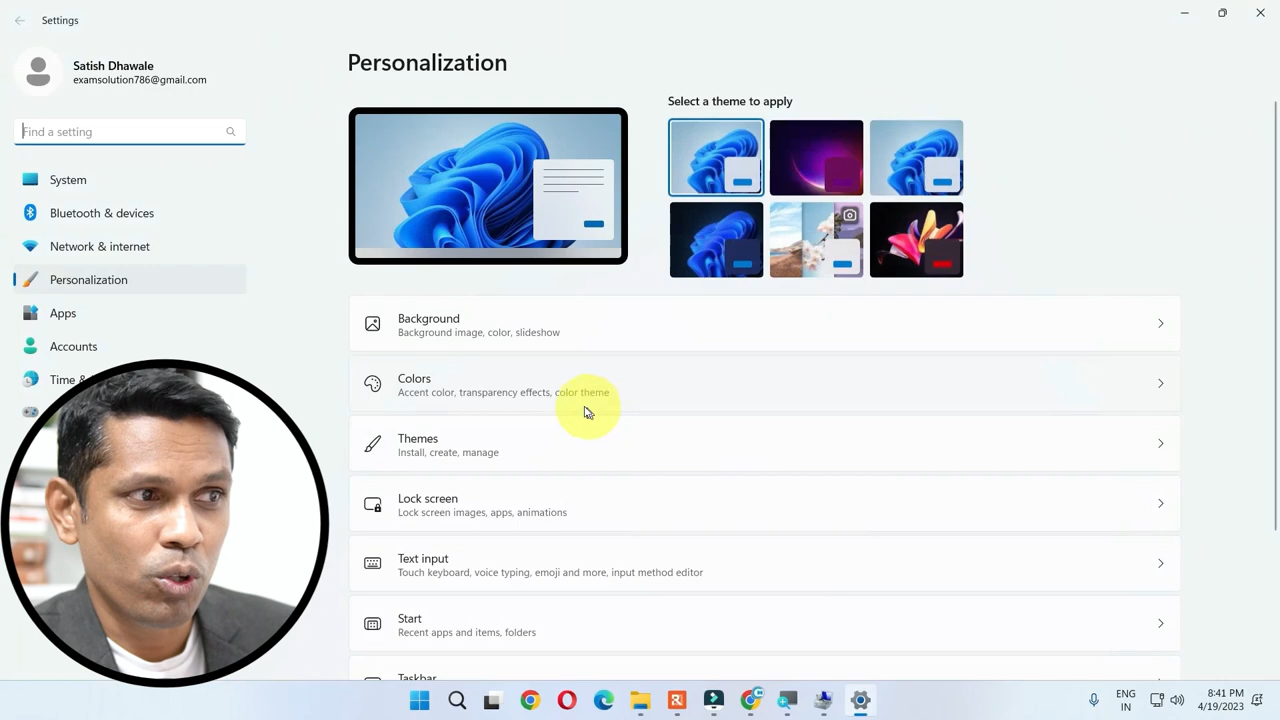 Settings
Satish Dhawale
examsolution786@gmail.com
Find a setting
System
Bluetooth & devices
Network & internet
Personalization
Apps
Accounts
Time &
Personalization
Select a theme to apply
Background
Background image, color, slideshow
Colors
Accent color, transparency effects, color theme
Themes
Install, create, manage
Lock screen
Lock screen images, apps, animations
Text input
Touch keyboard, voice typing, emoji and more, input method editor
Start
Recent apps and items, folders
Taskbar
ENG
IN
8:41 PM
4/19/2023